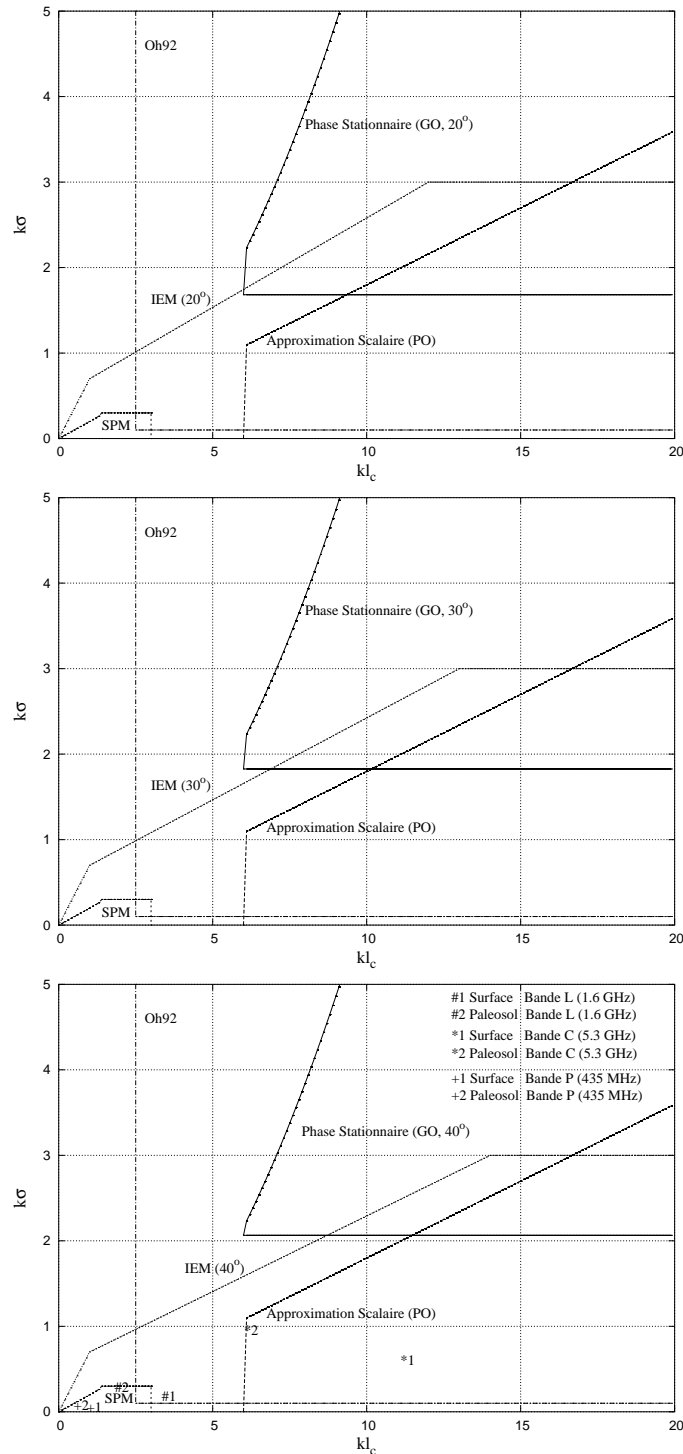 5
Oh92
4
Phase Stationnaire (GO, 20°)
3
kσ
2
IEM (20°)
Approximation Scalaire (PO)
1
SPM
0
0 5 10 15 20
kl_c
5
Oh92
4
Phase Stationnaire (GO, 30°)
3
kσ
2
IEM (30°)
Approximation Scalaire (PO)
1
SPM
0
0 5 10 15 20
kl_c
5
#1 Surface Bande L (1.6 GHz)
Oh92
#2 Paleosol Bande L (1.6 GHz)
*1 Surface Bande C (5.3 GHz)
*2 Paleosol Bande C (5.3 GHz)
4
+1 Surface Bande P (435 MHz)
+2 Paleosol Bande P (435 MHz)
Phase Stationnaire (GO, 40°)
3
kσ
2
IEM (40°)
Approximation Scalaire (PO)
1
*2
*1
#2
SPM
#1
+2
+1
0
0 5 10 15 20
kl_c